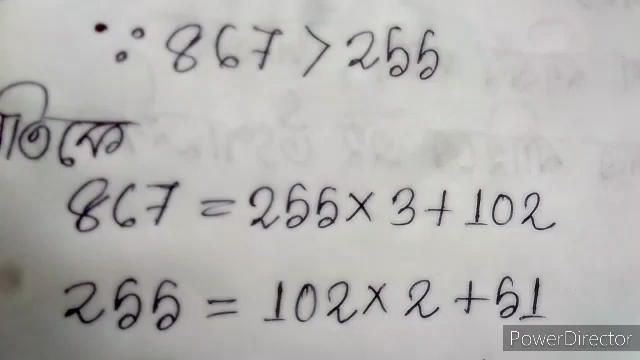 ∵ 867 > 255
867 = 255 × 3 + 102
255 = 102 × 2 + 51
PowerDirector